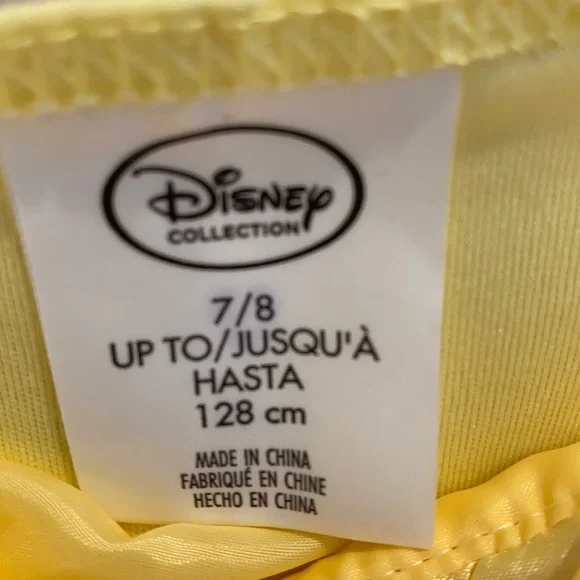 Disney
COLLECTION
7/8
UP TO/JUSQU'À
HASTA
128 cm
MADE IN CHINA
FABRIQUÉ EN CHINE
HECHO EN CHINA